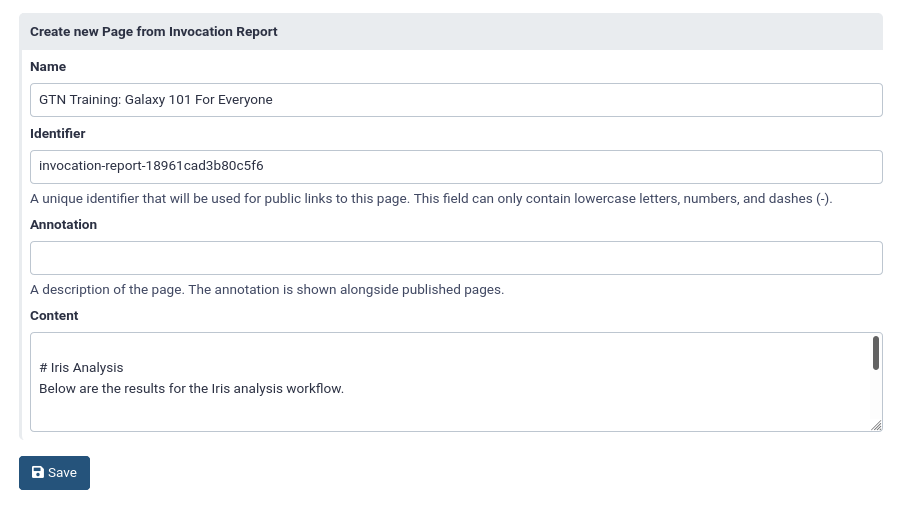 Create new Page from Invocation Report
Name
GTN Training: Galaxy 101 For Everyone
Identifier
invocation-report-18961cad3b80c5f6
A unique identifier that will be used for public links to this page. This field can only contain lowercase letters, numbers, and dashes (-).
Annotation
A description of the page. The annotation is shown alongside published pages.
Content
# Iris Analysis
Below are the results for the Iris analysis workflow.
Save